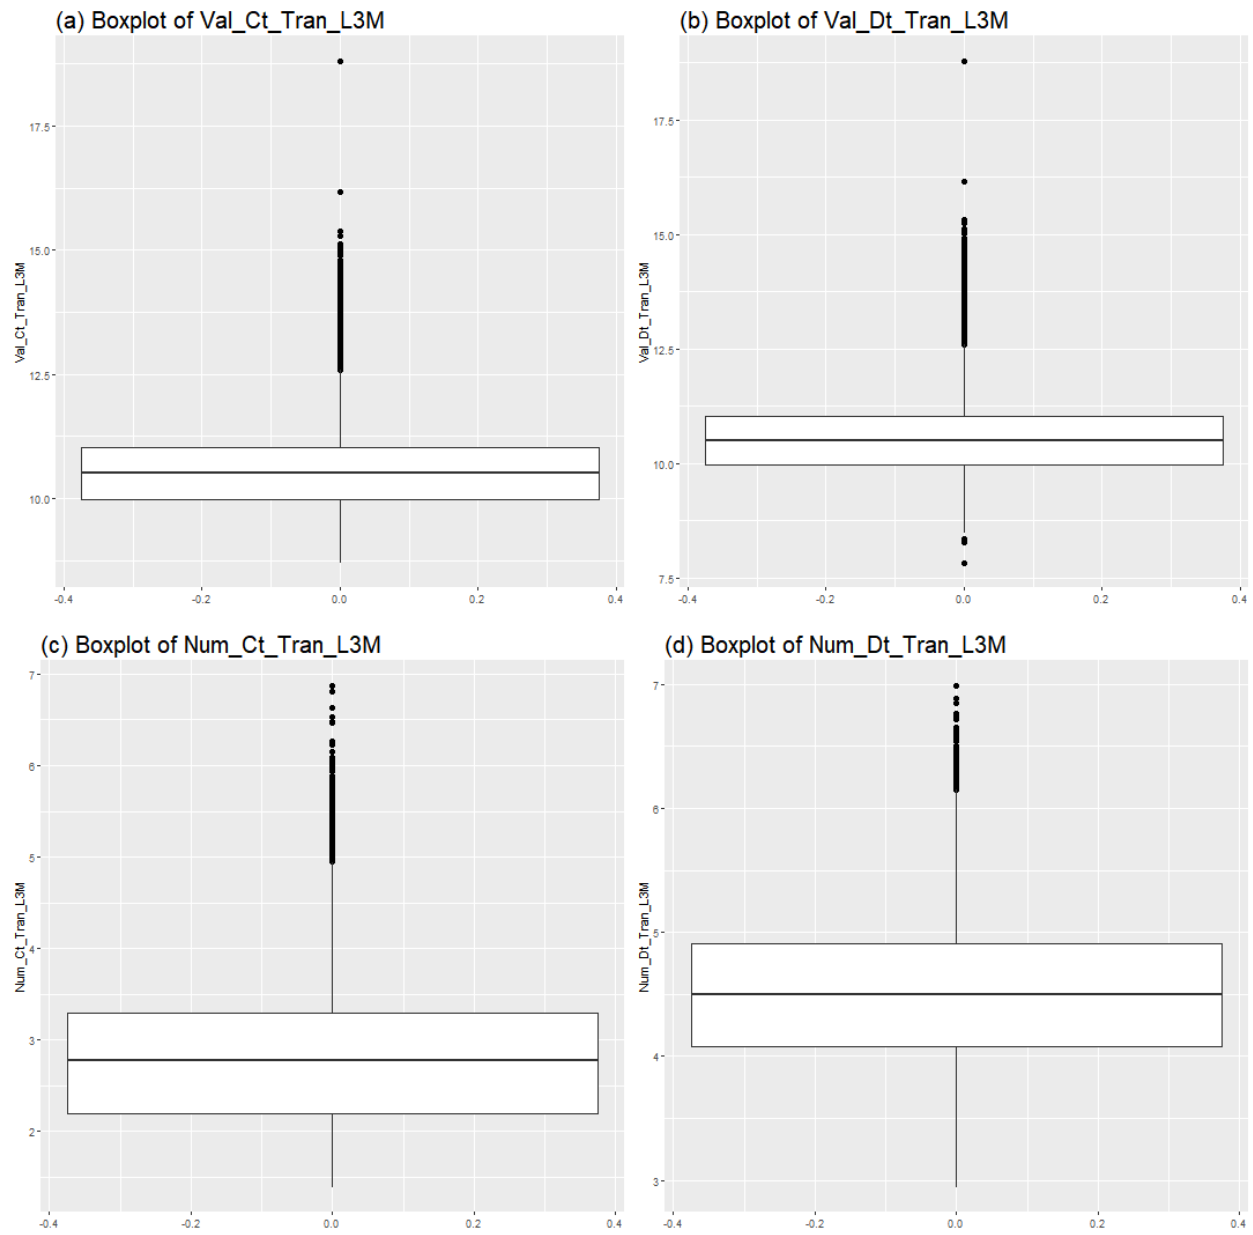 (a) Boxplot of Val_Ct_Tran_L3M
Val_Ct_Tran_L3M
17.5
15.0
12.5
10.0
-0.4 -0.2 0.0 0.2 0.4
(b) Boxplot of Val_Dt_Tran_L3M
Val_Dt_Tran_L3M
17.5
15.0
12.5
10.0
7.5
-0.4 -0.2 0.0 0.2 0.4
(c) Boxplot of Num_Ct_Tran_L3M
Num_Ct_Tran_L3M
7
6
5
4
3
2
-0.4 -0.2 0.0 0.2 0.4
(d) Boxplot of Num_Dt_Tran_L3M
Num_Dt_Tran_L3M
7
6
5
4
3
-0.4 -0.2 0.0 0.2 0.4